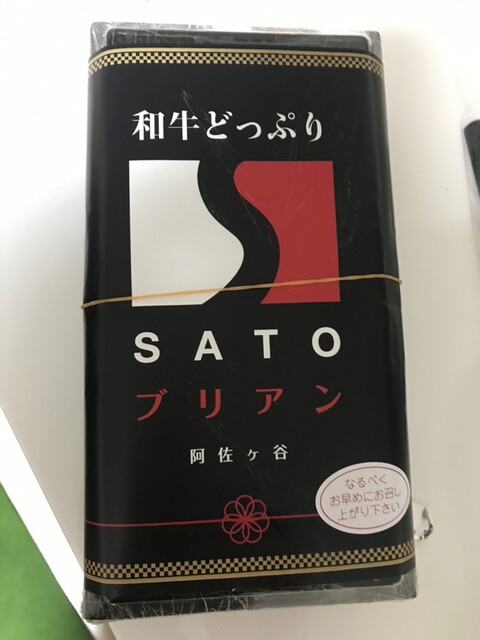 和牛どっぷり
SATO
ブリアン
阿佐ヶ谷
なるべく
お早めにお召し
上がり下さい